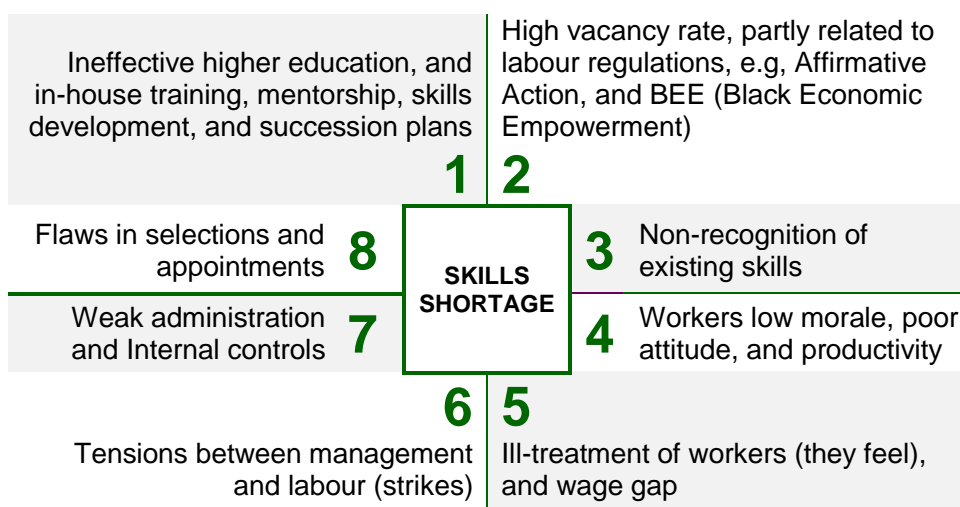 Ineffective higher education, and
in-house training, mentorship, skills
development, and succession plans
1
High vacancy rate, partly related to
labour regulations, e.g, Affirmative
Action, and BEE (Black Economic
Empowerment)
2
Flaws in selections and
appointments
8
SKILLS
SHORTAGE
3
Non-recognition of
existing skills
Weak administration
and Internal controls
7
4
Workers low morale, poor
attitude, and productivity
6
Tensions between management
and labour (strikes)
5
Ill-treatment of workers (they feel),
and wage gap